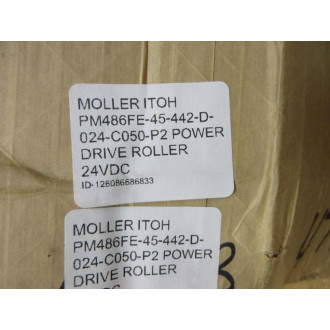 MOLLER ITOH
PM486FE-45-442-D-
024-C050-P2 POWER
DRIVE ROLLER
24VDC
ID-126086686833
MOLLER ITOH
PM486FE-45-442-D-
024-C050-P2 POWER
DRIVE ROLLER